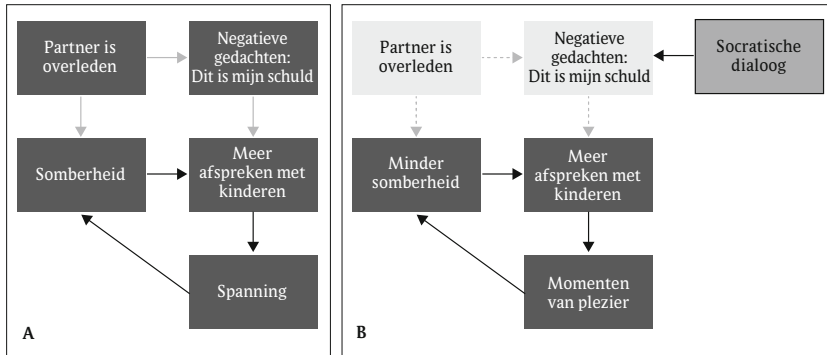 Partner is
overleden
Negatieve
gedachten:
Dit is mijn schuld
Somberheid
Meer
afspreken met
kinderen
Spanning
A
Partner is
overleden
Negatieve
gedachten:
Dit is mijn schuld
Socratische
dialoog
Minder
somberheid
Meer
afspreken met
kinderen
Momenten
van plezier
B